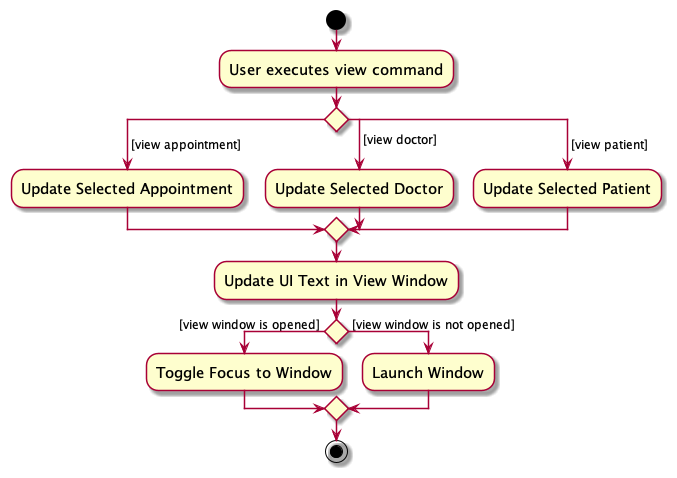 User executes view command
[view appointment]
[view doctor]
[view patient]
Update Selected Appointment
Update Selected Doctor
Update Selected Patient
Update UI Text in View Window
[view window is opened]
[view window is not opened]
Toggle Focus to Window
Launch Window